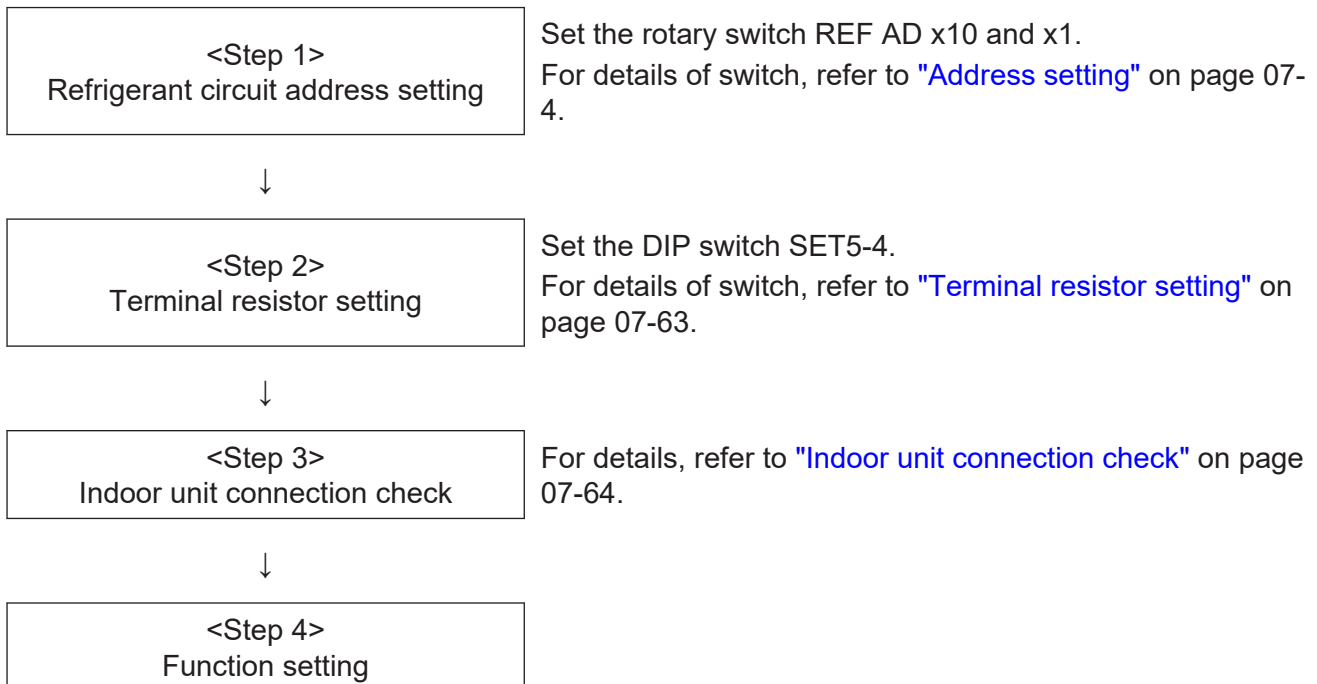 <Step 1>
Refrigerant circuit address setting
Set the rotary switch REF AD x10 and x1.
For details of switch, refer to "Address setting" on page 07-
4.
↓
<Step 2>
Terminal resistor setting
Set the DIP switch SET5-4.
For details of switch, refer to "Terminal resistor setting" on
page 07-63.
↓
<Step 3>
Indoor unit connection check
For details, refer to "Indoor unit connection check" on page
07-64.
↓
<Step 4>
Function setting